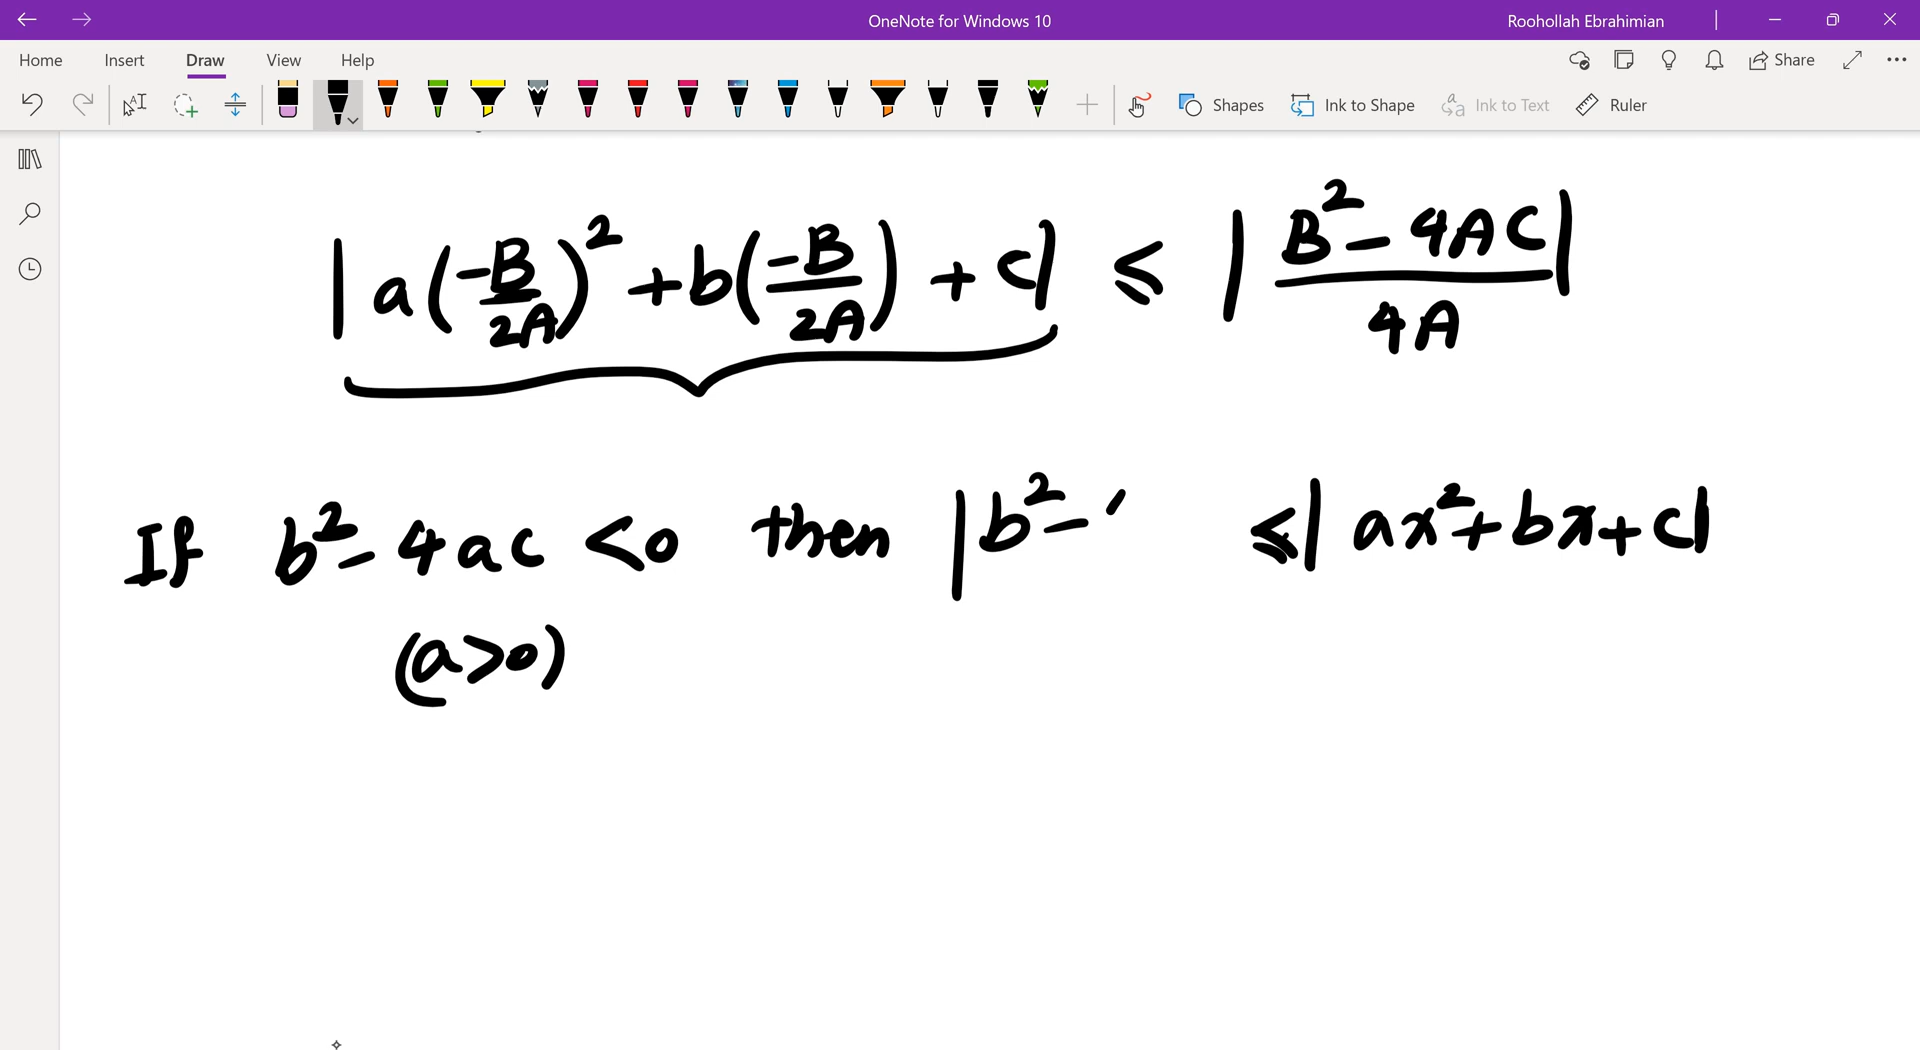 OneNote for Windows 10
Roohollah Ebrahimian
Home Insert Draw View Help
Share
Shapes Ink to Shape Ink to Text Ruler
|a(-B/2A)² + b(-B/2A) + c| ≤ |B² - 4AC / 4A|
If b² - 4ac < 0 then |b² - ≤ |ax² + bx + c|
(a>0)